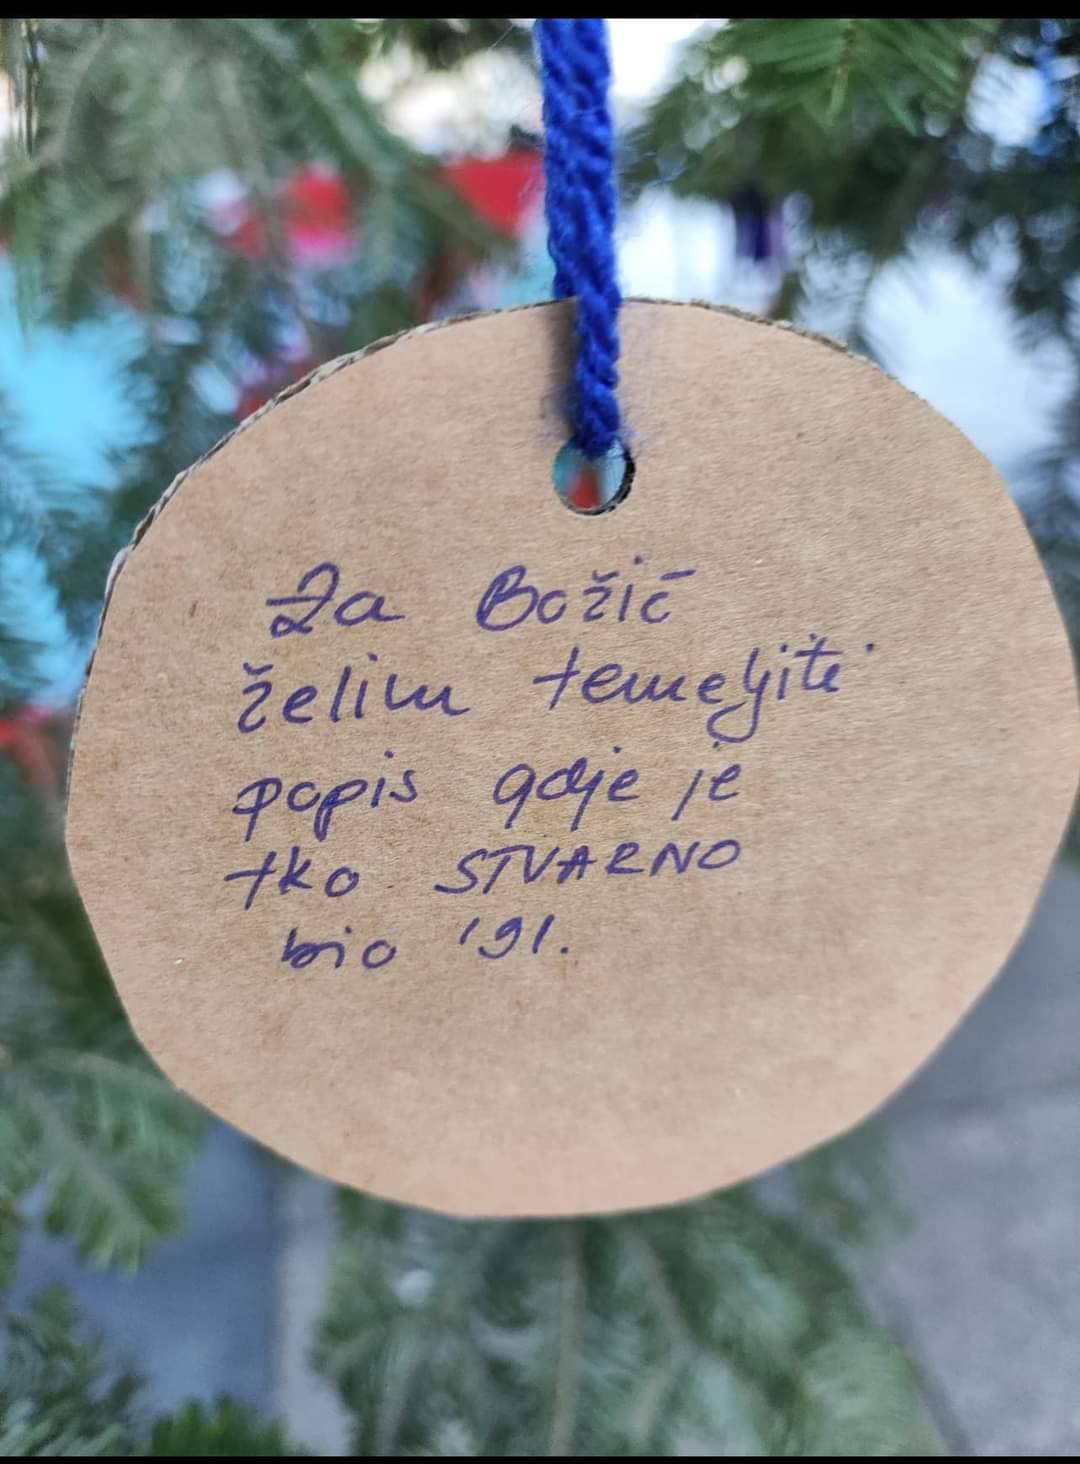 Za Božić
želim temeljiti
popis gdje je
tko STVARNO
bio '91.